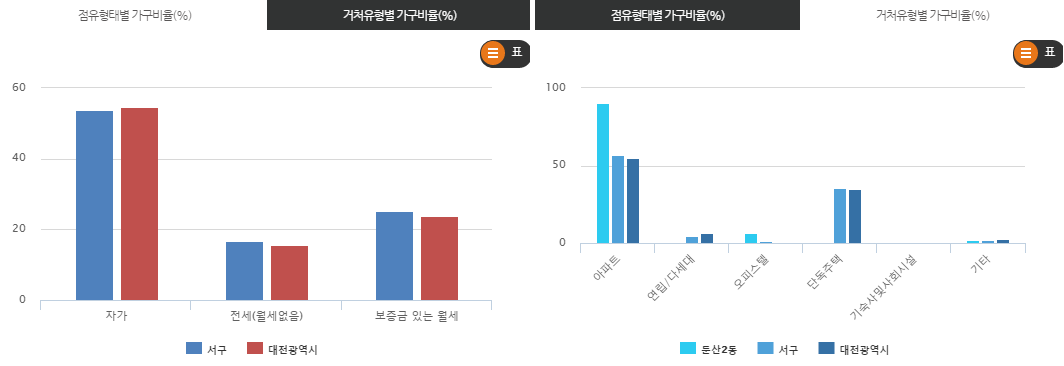 점유형태별 가구비율(%)
거처유형별 가구비율(%)
표
60
40
20
0
자가
전세(월세없음)
보증금 있는 월세
서구
대전광역시
점유형태별 가구비율(%)
거처유형별 가구비율(%)
표
100
50
0
아파트
연립/다세대
오피스텔
단독주택
기숙사및사회시설
기타
둔산2동
서구
대전광역시